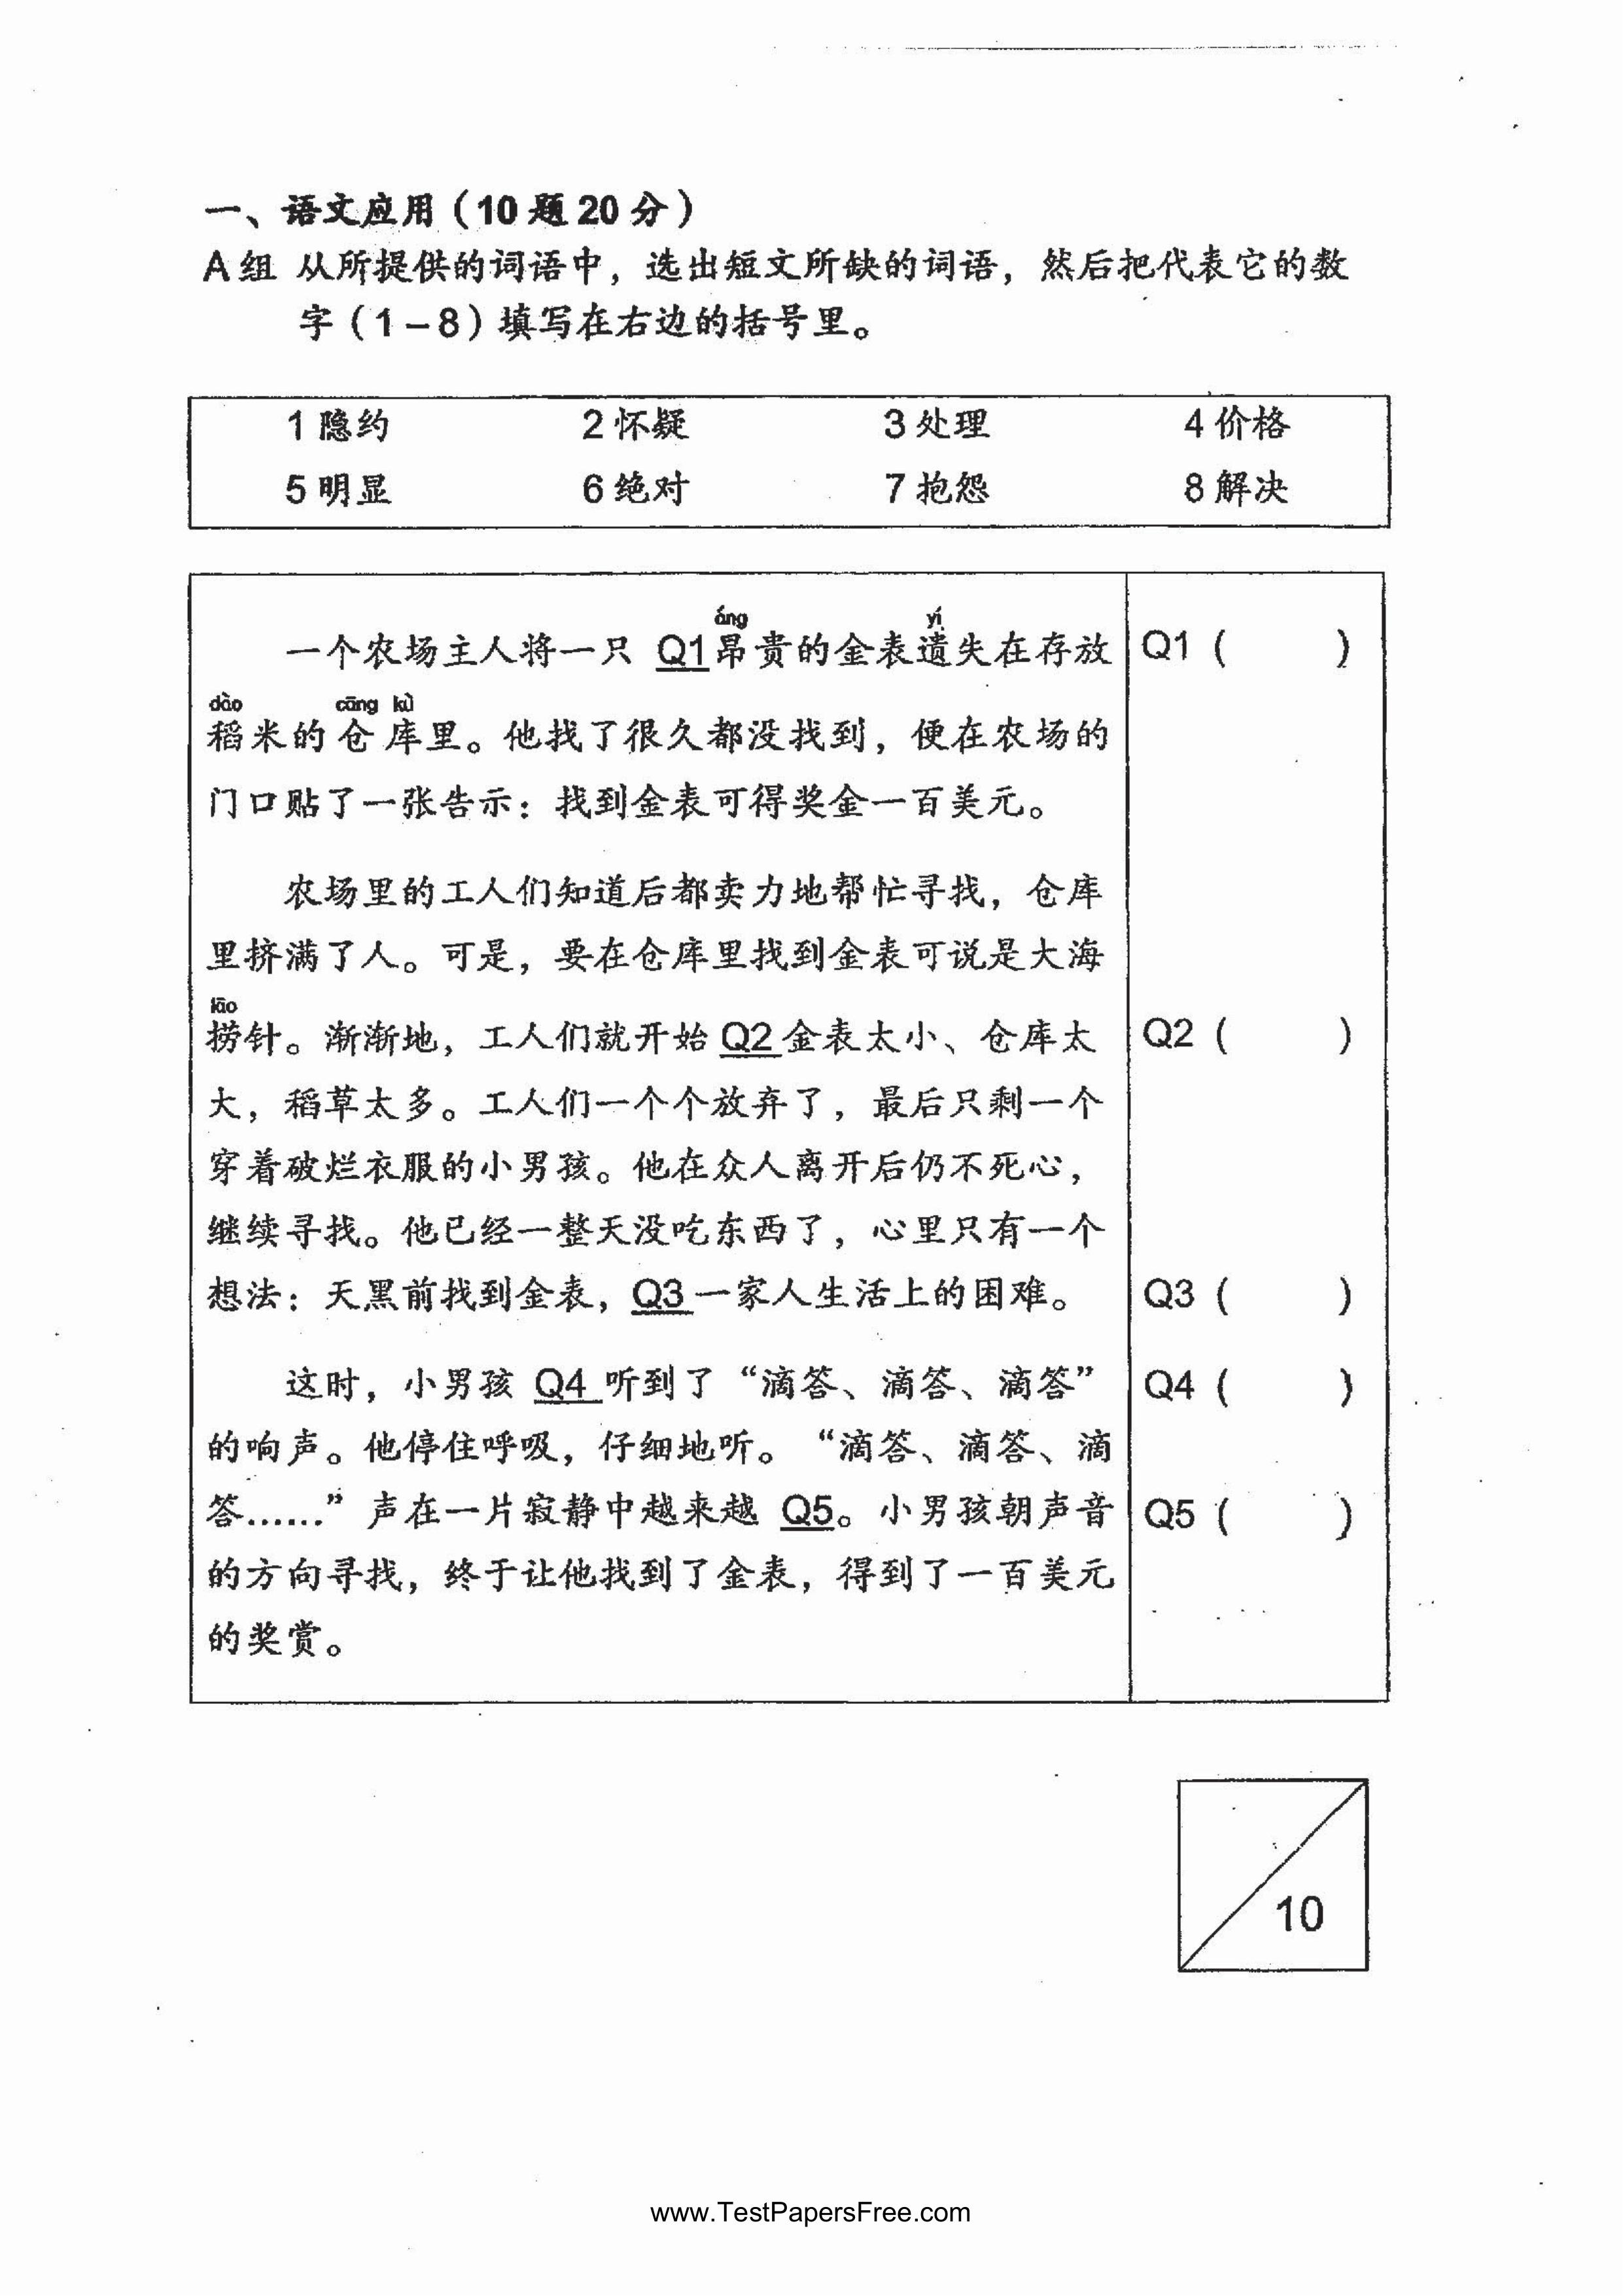 一、语文应用（10 题 20 分）
A 组 从所提供的词语中，选出短文所缺的词语，然后把代表它的数
字（1 – 8）填写在右边的括号里。
1 隐约 2 怀疑 3 处理 4 价格
5 明显 6 绝对 7 抱怨 8 解决
áng yí
一个农场主人将一只 Q1 昂贵的金表遗失在存放 Q1 ( )
dào cāng kù
稻米的仓库里。他找了很久都没找到，便在农场的
门口贴了一张告示：找到金表可得奖金一百美元。
农场里的工人们知道后都卖力地帮忙寻找，仓库
里挤满了人。可是，要在仓库里找到金表可说是大海
lāo
捞针。渐渐地，工人们就开始 Q2 金表太小、仓库太 Q2 ( )
大，稻草太多。工人们一个个放弃了，最后只剩一个
穿着破烂衣服的小男孩。他在众人离开后仍不死心，
继续寻找。他已经一整天没吃东西了，心里只有一个
想法：天黑前找到金表，Q3 一家人生活上的困难。 Q3 ( )
这时，小男孩 Q4 听到了“滴答、滴答、滴答” Q4 ( )
的响声。他停住呼吸，仔细地听。“滴答、滴答、滴
答......”声在一片寂静中越来越 Q5。小男孩朝声音 Q5 ( )
的方向寻找，终于让他找到了金表，得到了一百美元
的奖赏。
10
www.TestPapersFree.com